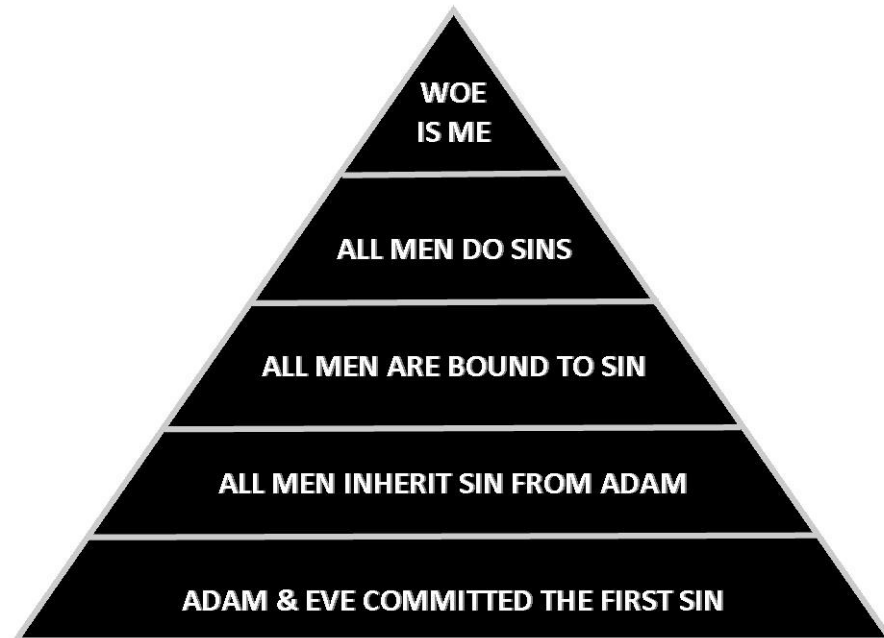 WOE
IS ME
ALL MEN DO SINS
ALL MEN ARE BOUND TO SIN
ALL MEN INHERIT SIN FROM ADAM
ADAM & EVE COMMITTED THE FIRST SIN